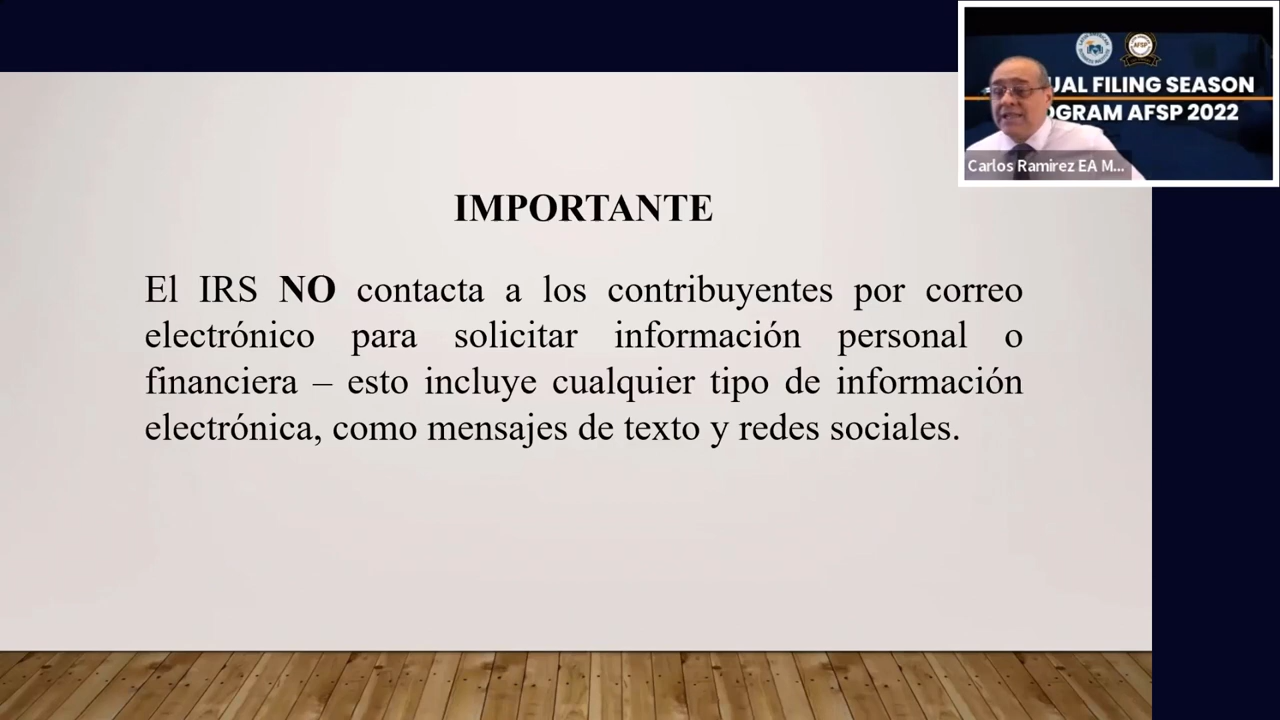 IMPORTANTE
El IRS NO contacta a los contribuyentes por correo
electrónico para solicitar información personal o
financiera – esto incluye cualquier tipo de información
electrónica, como mensajes de texto y redes sociales.
AFSP
UAL FILING SEASON
OGRAM AFSP 2022
Carlos Ramirez EA M...